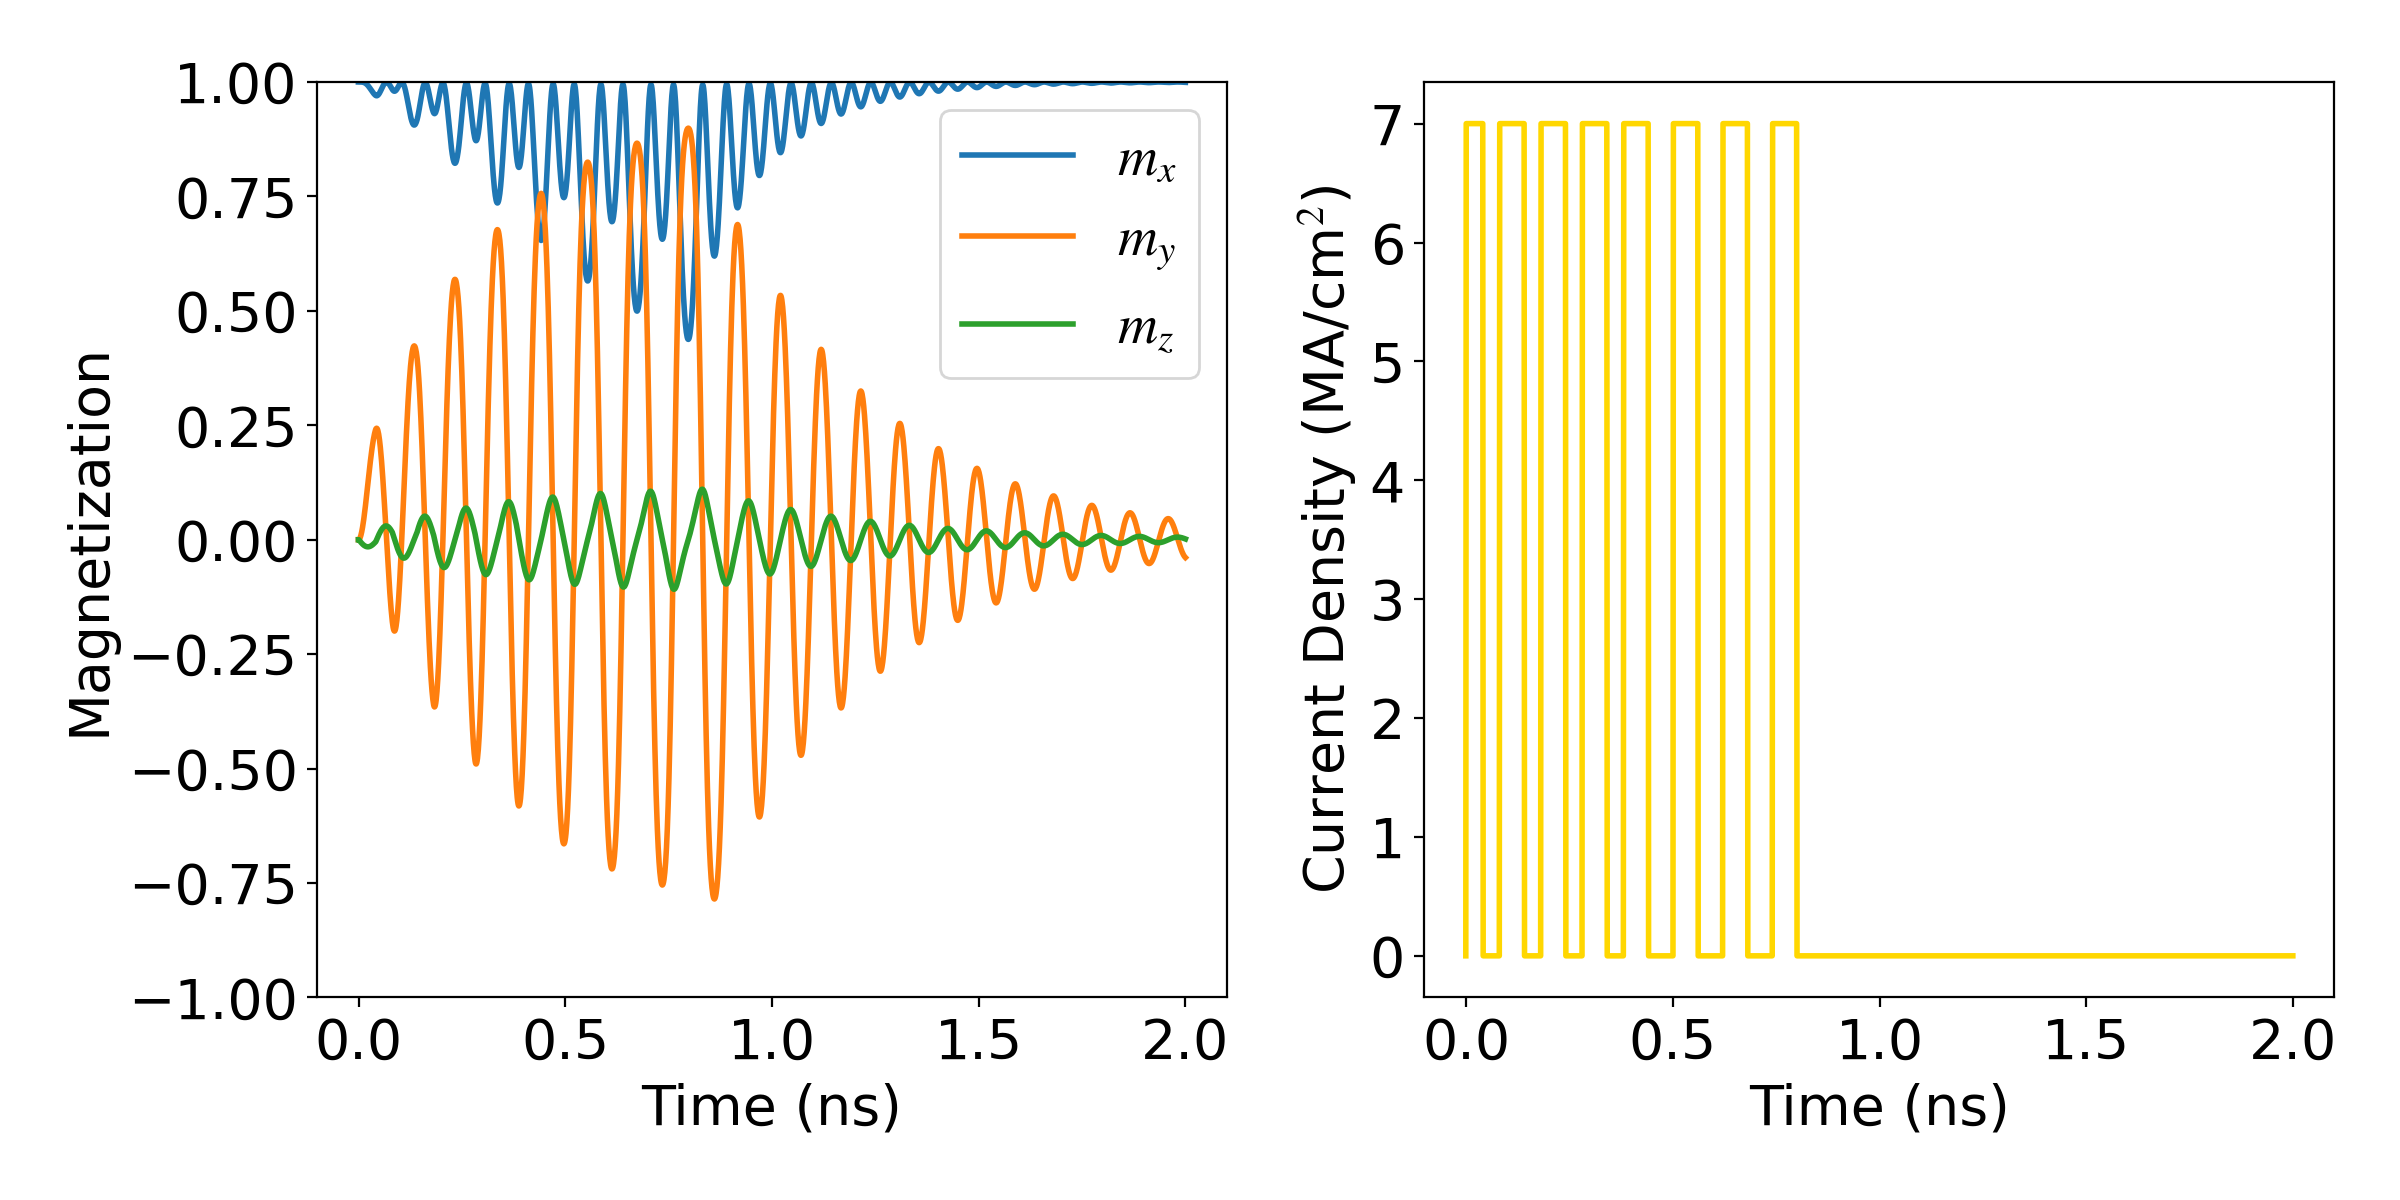 Magnetization
1.00
0.75
0.50
0.25
0.00
−0.25
−0.50
−0.75
−1.00
0.0 0.5 1.0 1.5 2.0
Time (ns)
m_x
m_y
m_z
Current Density (MA/cm²)
7
6
5
4
3
2
1
0
0.0 0.5 1.0 1.5 2.0
Time (ns)